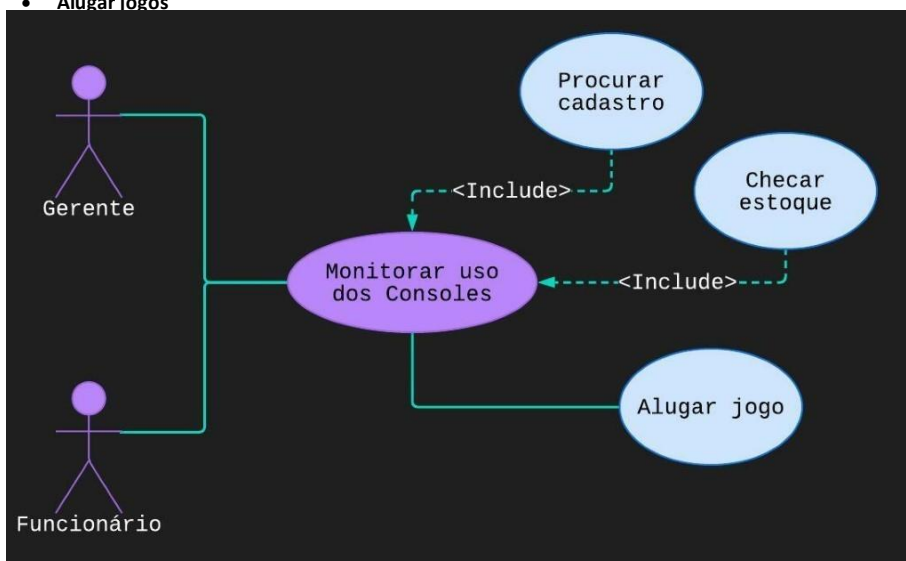 • Alugar jogos
Procurar
cadastro
<Include>
Checar
estoque
Gerente
Monitorar uso
dos Consoles
<Include>
Alugar jogo
Funcionário